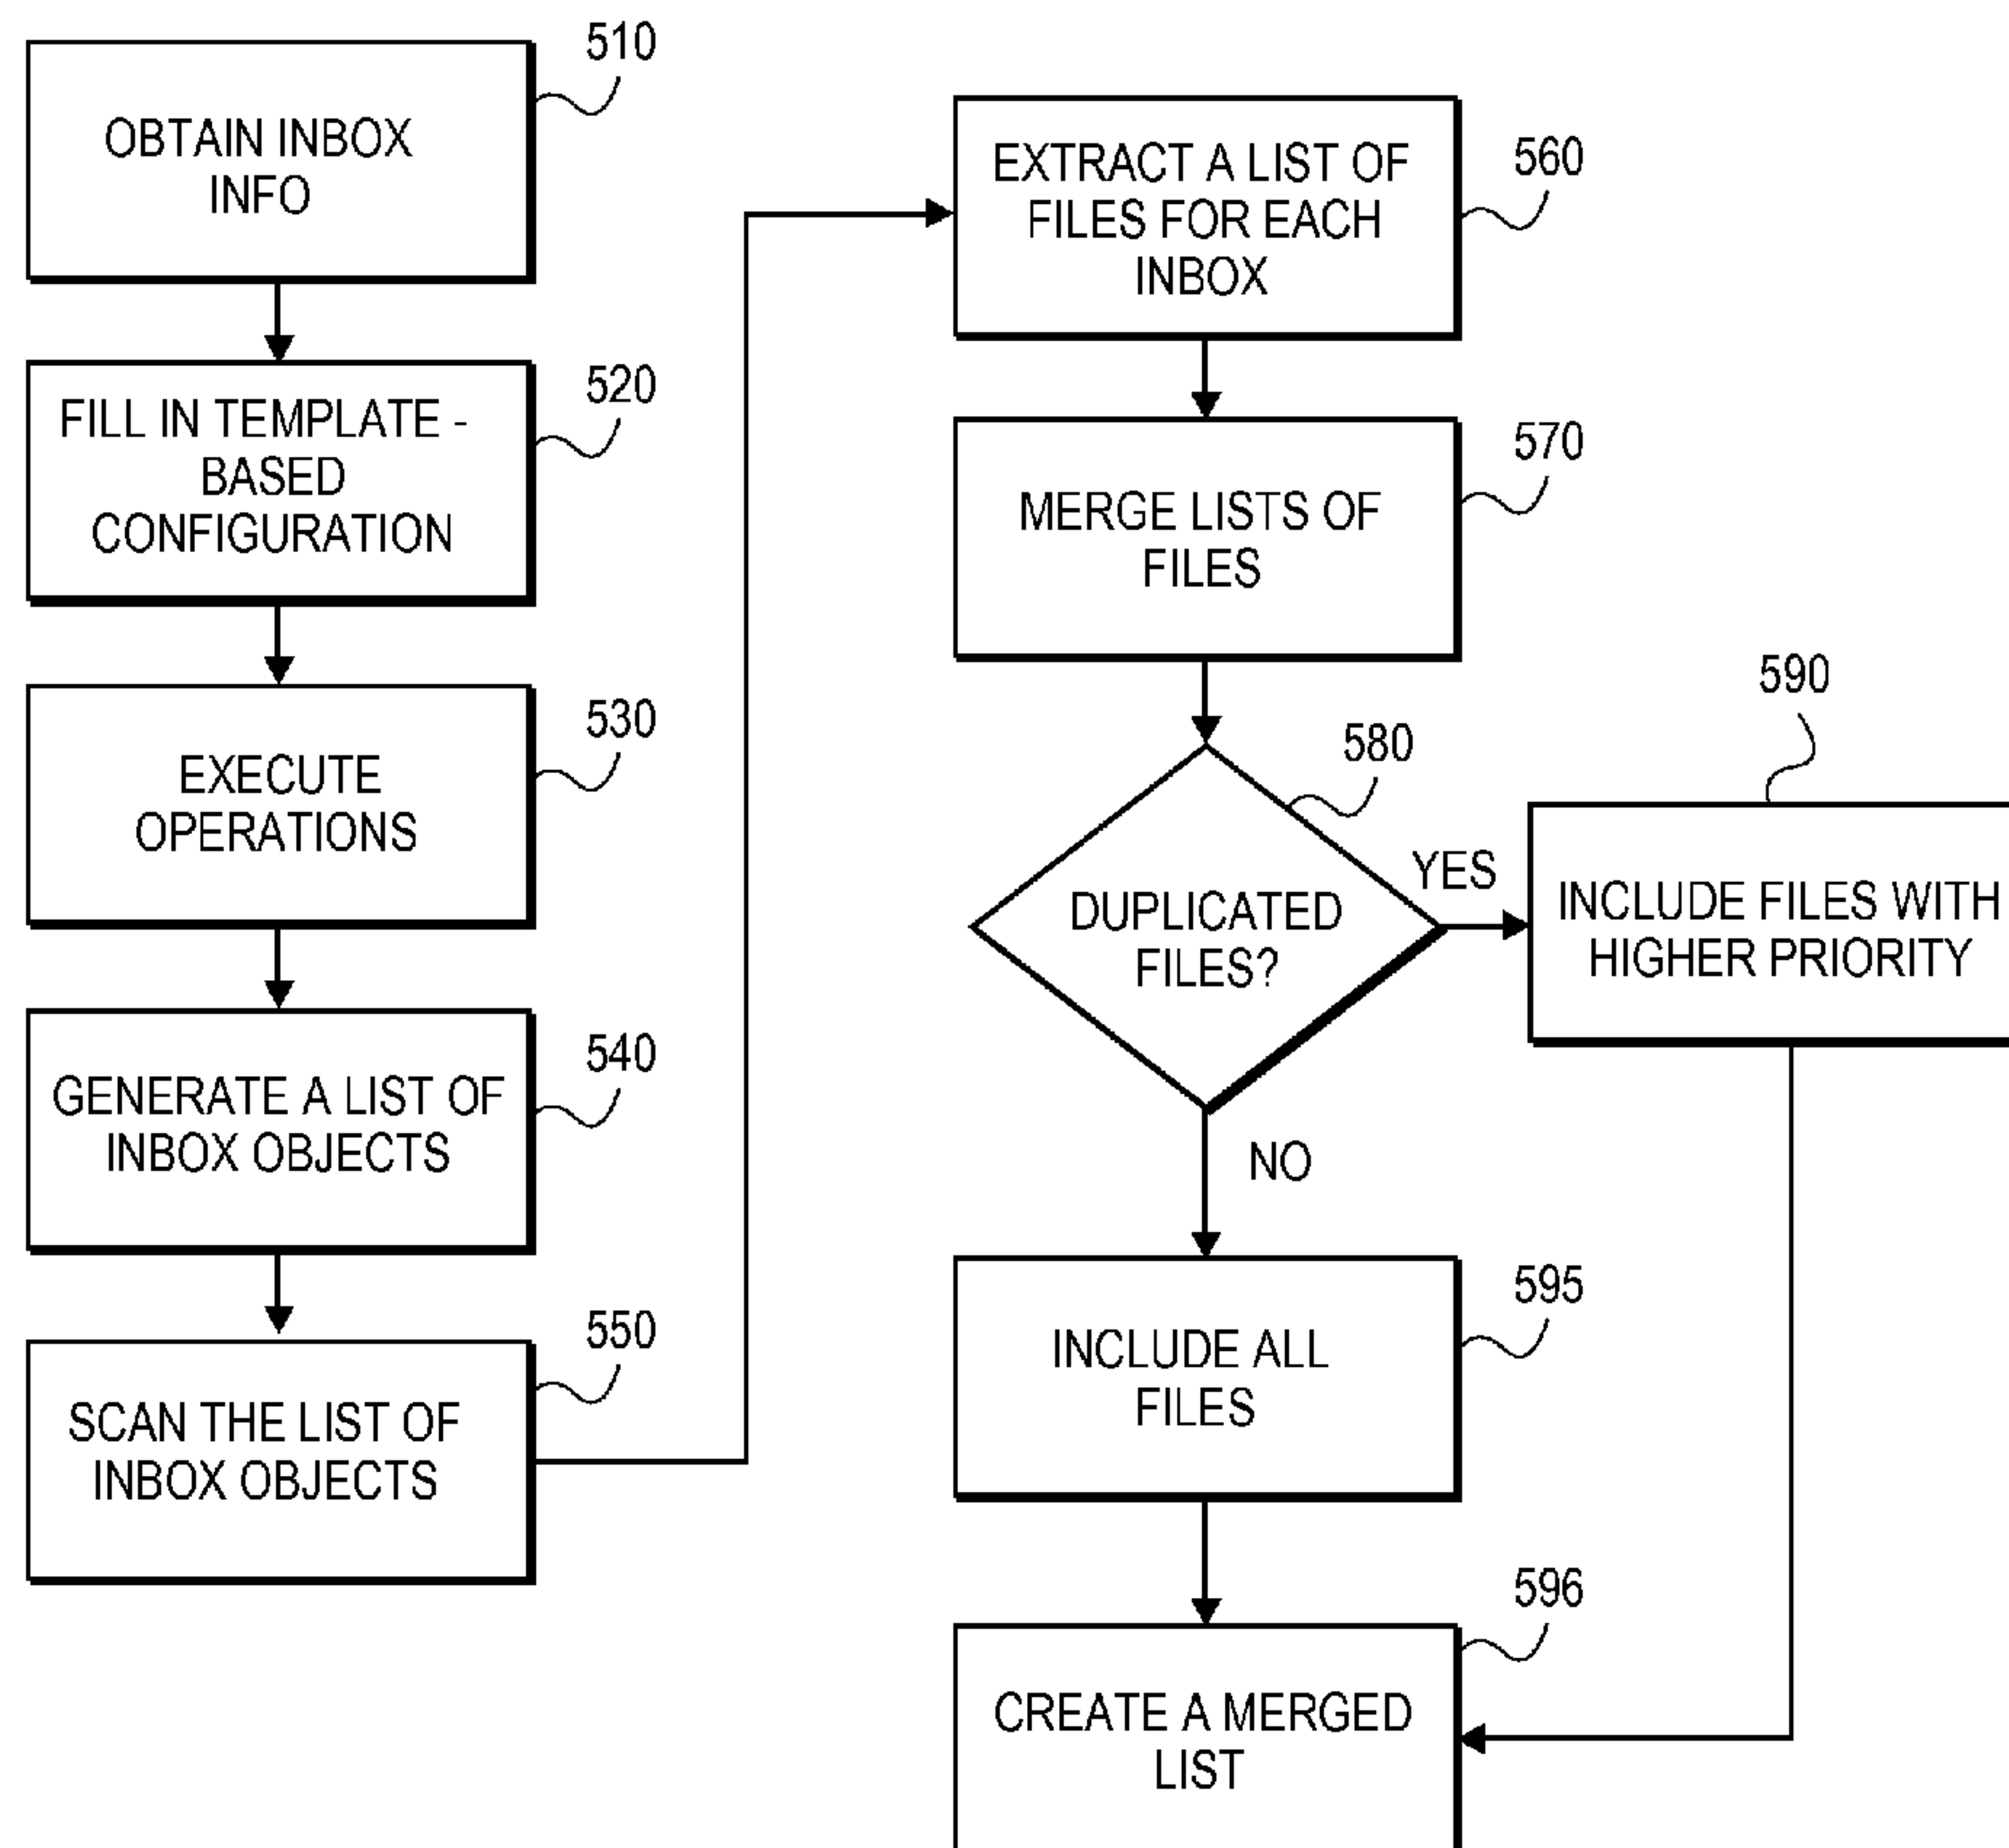 510
OBTAIN INBOX
INFO
520
FILL IN TEMPLATE -
BASED
CONFIGURATION
530
EXECUTE
OPERATIONS
540
GENERATE A LIST OF
INBOX OBJECTS
550
SCAN THE LIST OF
INBOX OBJECTS
560
EXTRACT A LIST OF
FILES FOR EACH
INBOX
570
MERGE LISTS OF
FILES
580
DUPLICATED
FILES?
YES
590
INCLUDE FILES WITH
HIGHER PRIORITY
NO
595
INCLUDE ALL
FILES
596
CREATE A MERGED
LIST